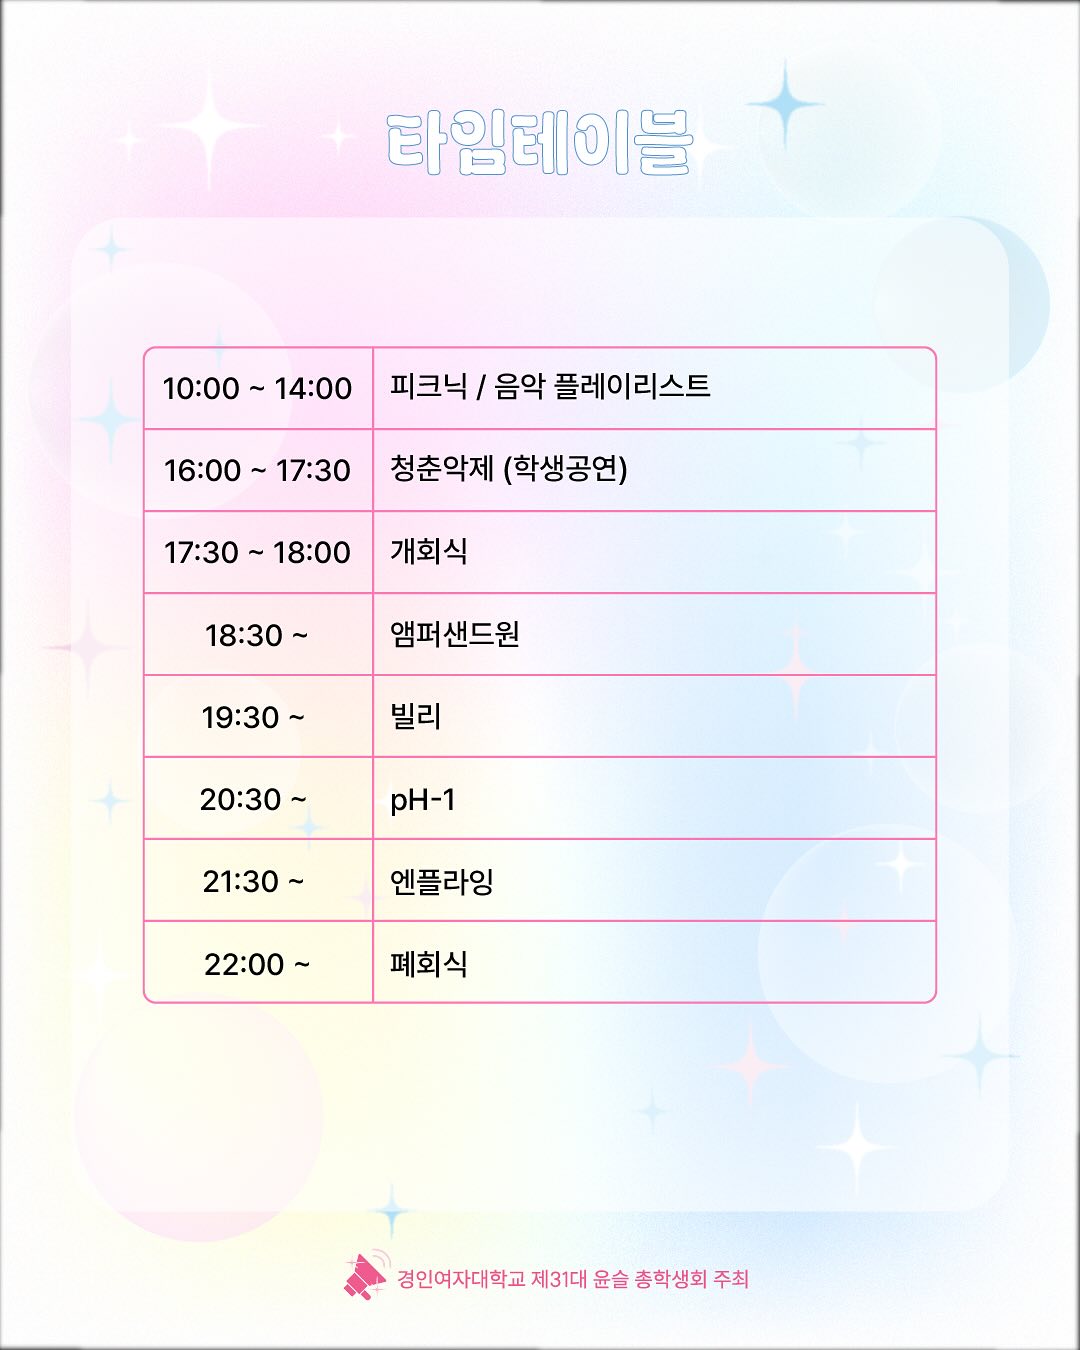 타임테이블
10:00 ~ 14:00 피크닉 / 음악 플레이리스트
16:00 ~ 17:30 청춘악제 (학생공연)
17:30 ~ 18:00 개회식
18:30 ~ 앰퍼샌드원
19:30 ~ 빌리
20:30 ~ pH-1
21:30 ~ 엔플라잉
22:00 ~ 폐회식
경인여자대학교 제31대 윤슬 총학생회 주최